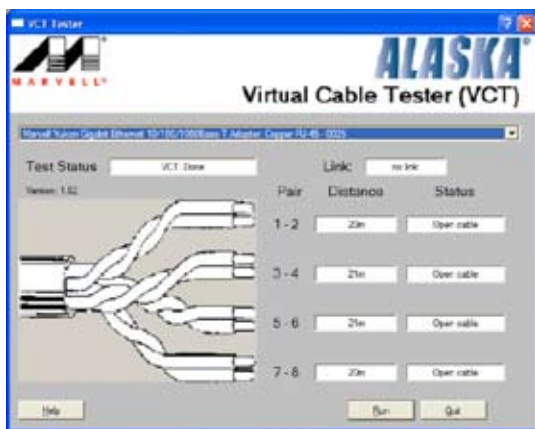 VCT Tester
MARVELL®
ALASKA®
Virtual Cable Tester (VCT)
Marvell Yukon Gigabit Ethernet 10/100/1000Base-T Adapter, Copper RJ-45 - 0025
Test Status VCT: Done Link: no link
Version: 1.02
Pair Distance Status
1 - 2 20m Open cable
3 - 4 21m Open cable
5 - 6 21m Open cable
7 - 8 20m Open cable
Help Run Quit